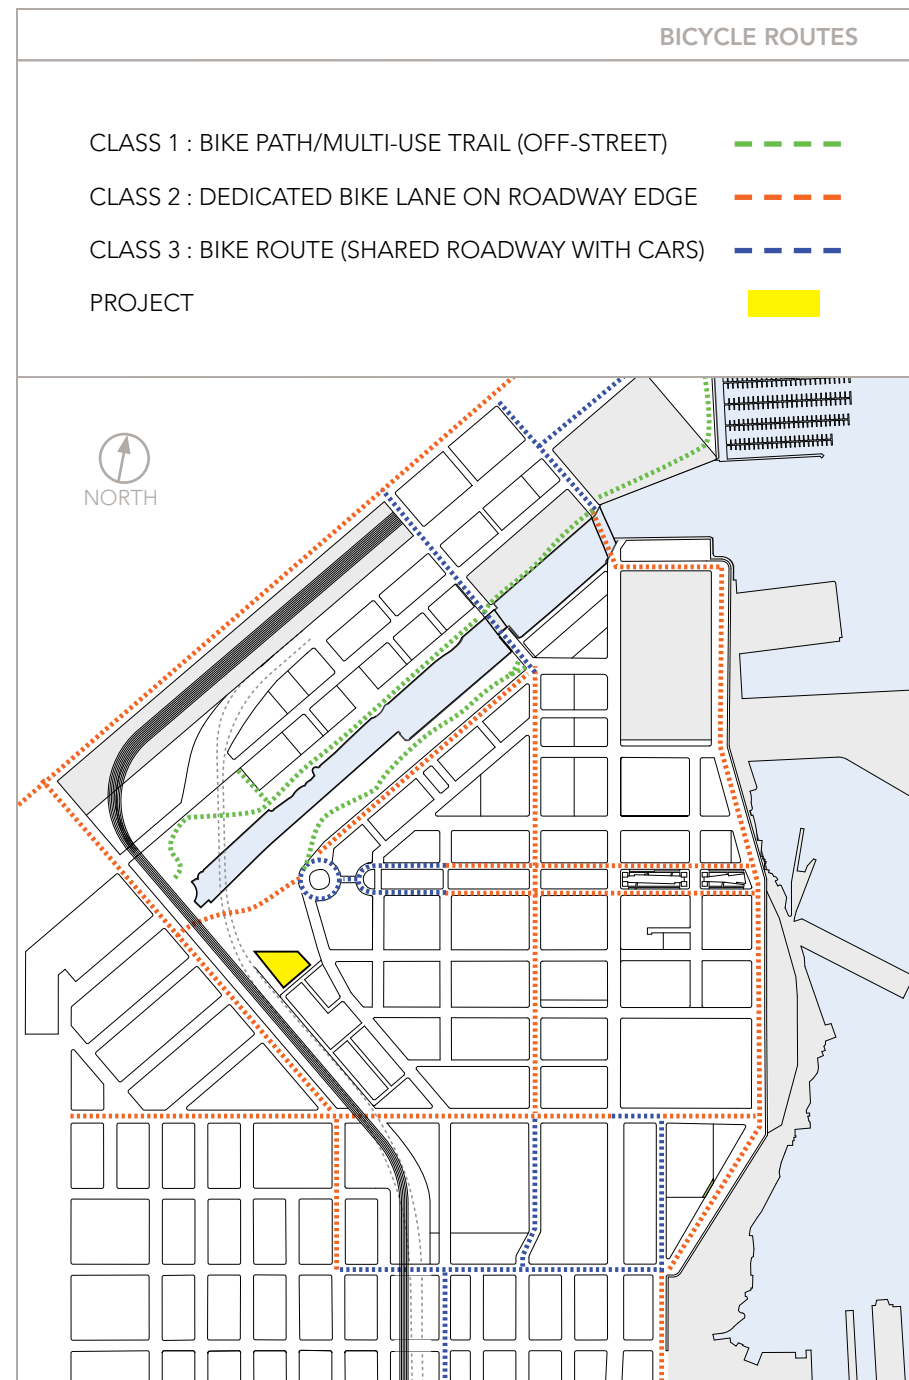 BICYCLE ROUTES
CLASS 1 : BIKE PATH/MULTI-USE TRAIL (OFF-STREET)
CLASS 2 : DEDICATED BIKE LANE ON ROADWAY EDGE
CLASS 3 : BIKE ROUTE (SHARED ROADWAY WITH CARS)
PROJECT
NORTH